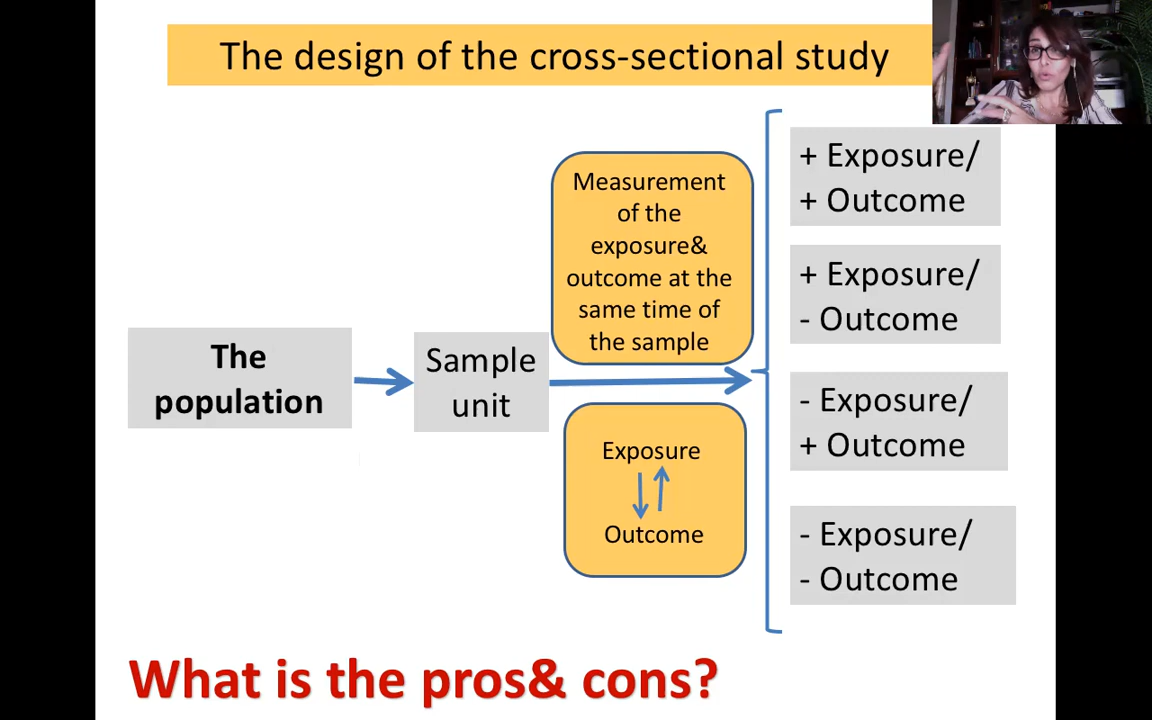 The design of the cross-sectional study
The
population
Sample
unit
Measurement
of the
exposure&
outcome at the
same time of
the sample
Exposure
Outcome
+ Exposure/
+ Outcome
+ Exposure/
- Outcome
- Exposure/
+ Outcome
- Exposure/
- Outcome
What is the pros& cons?